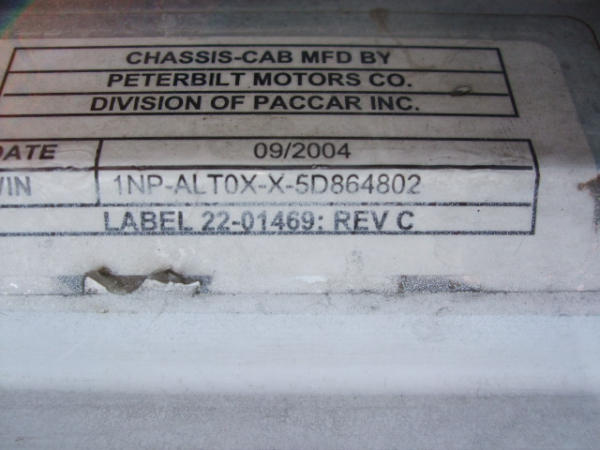 CHASSIS-CAB MFD BY
PETERBILT MOTORS CO.
DIVISION OF PACCAR INC.
DATE 09/2004
VIN 1NP-ALT0X-X-5D864802
LABEL 22-01469: REV C